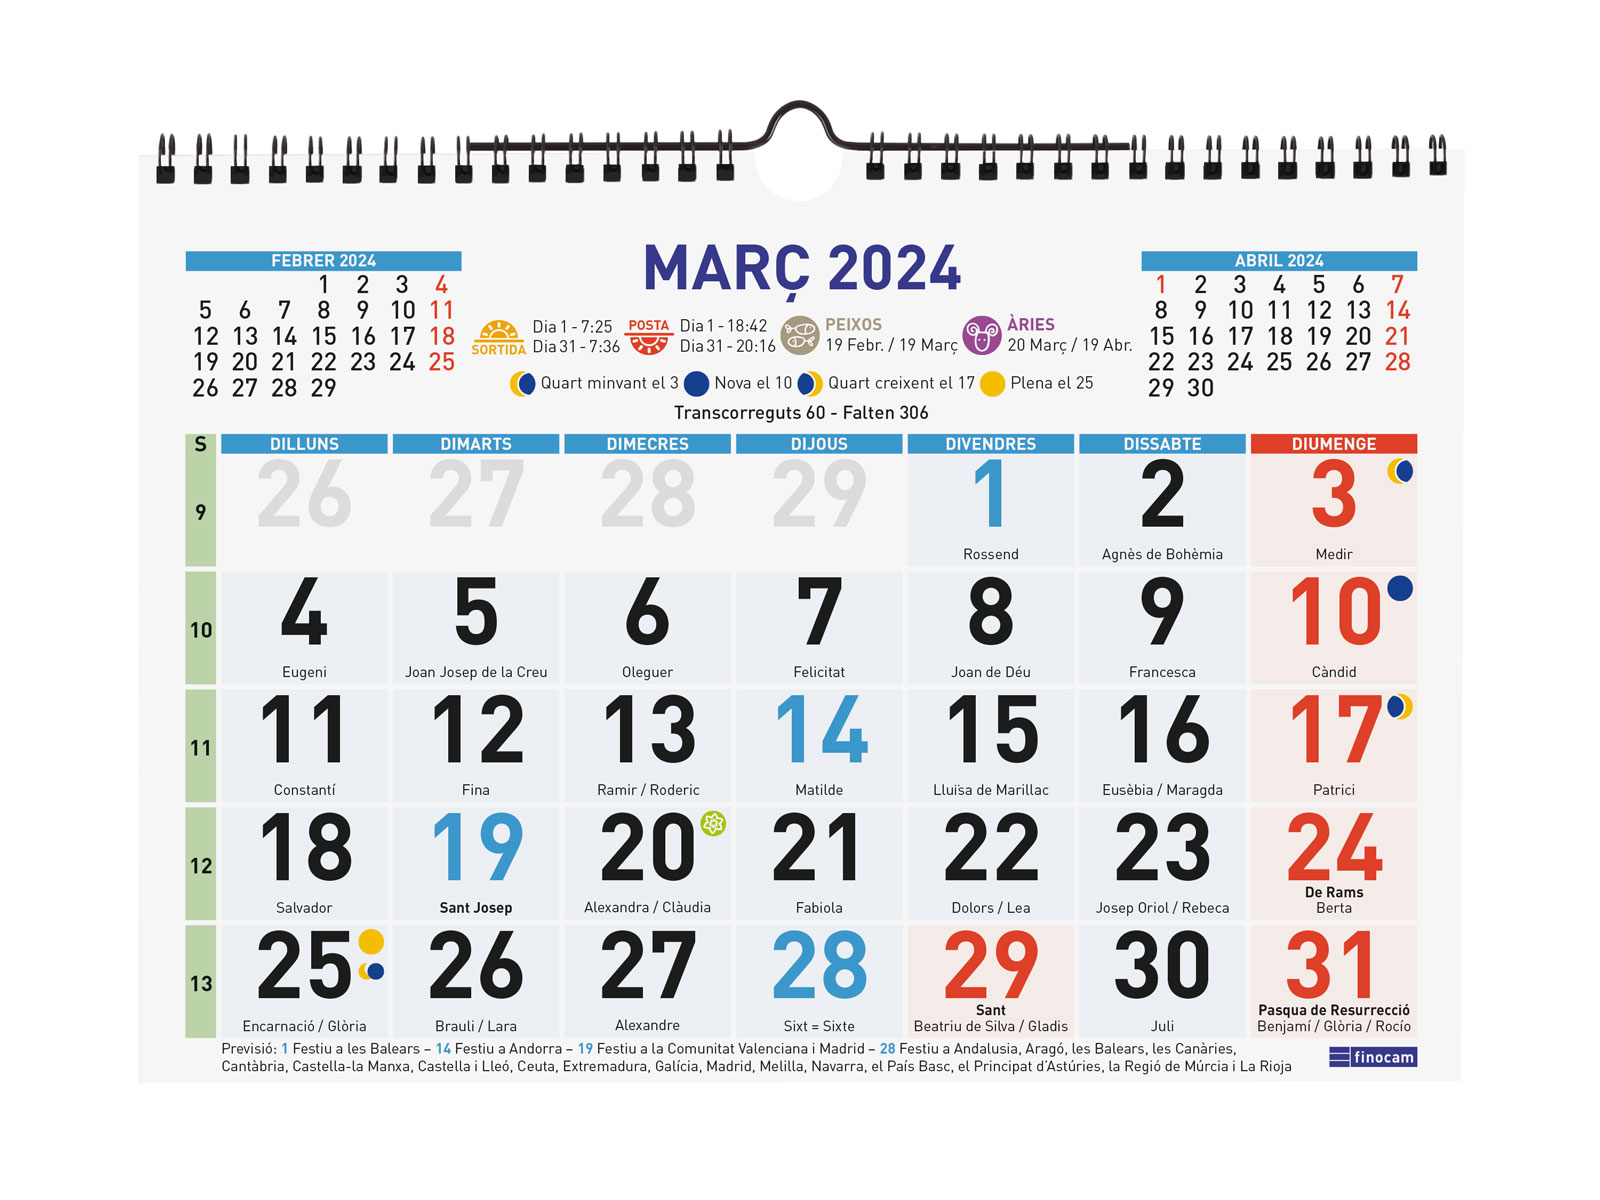 MARÇ 2024
FEBRER 2024
1 2 3 4
5 6 7 8 9 10 11
12 13 14 15 16 17 18
19 20 21 22 23 24 25
26 27 28 29
SORTIDA
Dia 1 - 7:25
Dia 31 - 7:36
POSTA
Dia 1 - 18:42
Dia 31 - 20:16
PEIXOS
19 Febr. / 19 Març
ÀRIES
20 Març / 19 Abr.
Quart minvant el 3 Nova el 10 Quart creixent el 17 Plena el 25
Transcorreguts 60 - Falten 306
ABRIL 2024
1 2 3 4 5 6 7
8 9 10 11 12 13 14
15 16 17 18 19 20 21
22 23 24 25 26 27 28
29 30
S DILLUNS DIMARTS DIMECRES DIJOUS DIVENDRES DISSABTE DIUMENGE
9 26 27 28 29 1 2 3
Rossend Agnès de Bohèmia Medir
10 4 5 6 7 8 9 10
Eugeni Joan Josep de la Creu Oleguer Felicitat Joan de Déu Francesca Càndid
11 11 12 13 14 15 16 17
Constantí Fina Ramir / Roderic Matilde Lluïsa de Marillac Eusèbia / Maragda Patrici
12 18 19 20 21 22 23 24
De Rams
Salvador Sant Josep Alexandra / Clàudia Fabiola Dolors / Lea Josep Oriol / Rebeca Berta
13 25 26 27 28 29 30 31
Sant Pasqua de Resurrecció
Encarnació / Glòria Brauli / Lara Alexandre Sixt = Sixte Beatriu de Silva / Gladis Juli Benjamí / Glòria / Rocío
Previsió: 1 Festiu a les Balears – 14 Festiu a Andorra – 19 Festiu a la Comunitat Valenciana i Madrid – 28 Festiu a Andalusia, Aragó, les Balears, les Canàries,
Cantàbria, Castella-la Manxa, Castella i Lleó, Ceuta, Extremadura, Galícia, Madrid, Melilla, Navarra, el País Basc, el Principat d'Astúries, la Regió de Múrcia i La Rioja
finocam